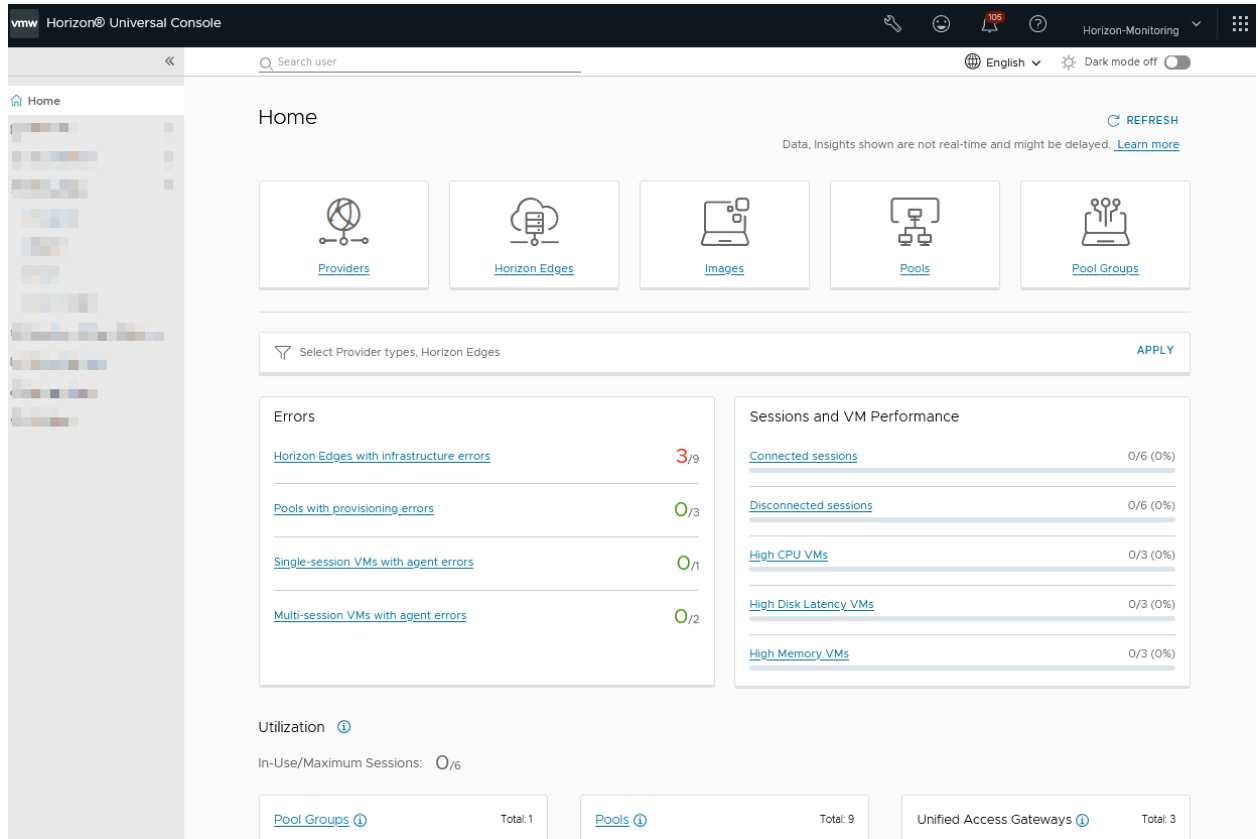 vmw Horizon® Universal Console
105
Horizon-Monitoring
Search user
English
Dark mode off
Home
Home
REFRESH
Data, Insights shown are not real-time and might be delayed. Learn more
Providers
Horizon Edges
Images
Pools
Pool Groups
Select Provider types, Horizon Edges
APPLY
Errors
Horizon Edges with infrastructure errors 3/9
Pools with provisioning errors 0/3
Single-session VMs with agent errors 0/1
Multi-session VMs with agent errors 0/2
Sessions and VM Performance
Connected sessions 0/6 (0%)
Disconnected sessions 0/6 (0%)
High CPU VMs 0/3 (0%)
High Disk Latency VMs 0/3 (0%)
High Memory VMs 0/3 (0%)
Utilization
In-Use/Maximum Sessions: 0/6
Pool Groups Total: 1
Pools Total: 9
Unified Access Gateways Total: 3